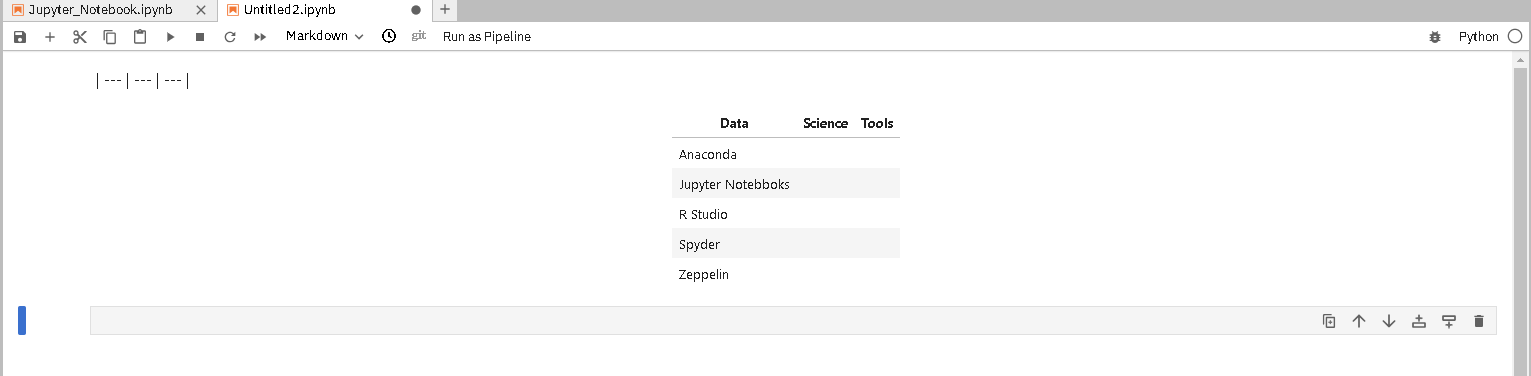 Jupyter_Notebook.ipynb Untitled2.ipynb
Markdown git Run as Pipeline Python
| --- | --- | --- |
Data Science Tools
Anaconda
Jupyter Notebboks
R Studio
Spyder
Zeppelin